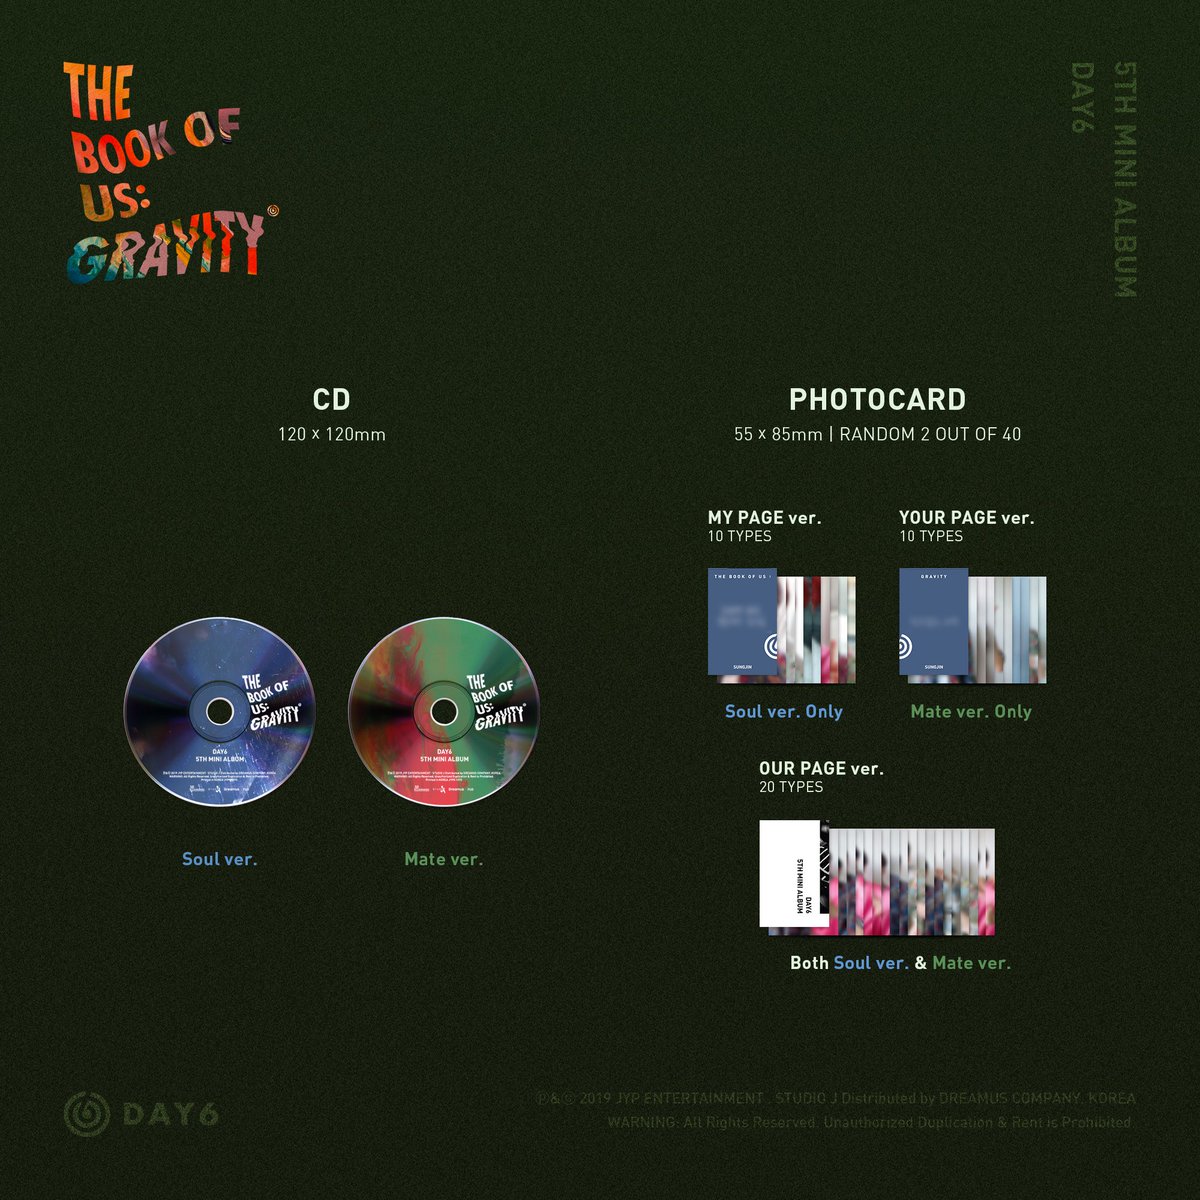 THE
BOOK OF
US:
GRAVITY
5TH MINI ALBUM
DAY6
CD
120 x 120mm
PHOTOCARD
55 x 85mm | RANDOM 2 OUT OF 40
MY PAGE ver.
10 TYPES
YOUR PAGE ver.
10 TYPES
THE BOOK OF US :
SUNGJIN
GRAVITY
SUNGJIN
Soul ver. Only
Mate ver. Only
THE
BOOK OF
US:
GRAVITY
DAY6
5TH MINI ALBUM
THE
BOOK OF
US:
GRAVITY
DAY6
5TH MINI ALBUM
Soul ver.
Mate ver.
OUR PAGE ver.
20 TYPES
DAY6
5TH MINI ALBUM
Both Soul ver. & Mate ver.
DAY6
℗&© 2019 JYP ENTERTAINMENT . STUDIO J Distributed by DREAMUS COMPANY, KOREA
WARNING: All Rights Reserved. Unauthorized Duplication & Rent is Prohibited.